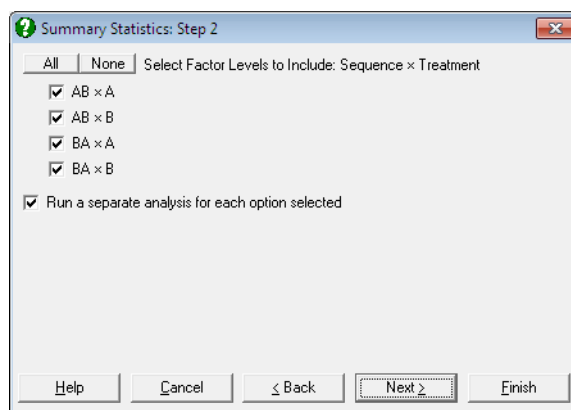 Summary Statistics: Step 2
All None Select Factor Levels to Include: Sequence × Treatment
AB × A
AB × B
BA × A
BA × B
Run a separate analysis for each option selected
Help Cancel < Back Next > Finish